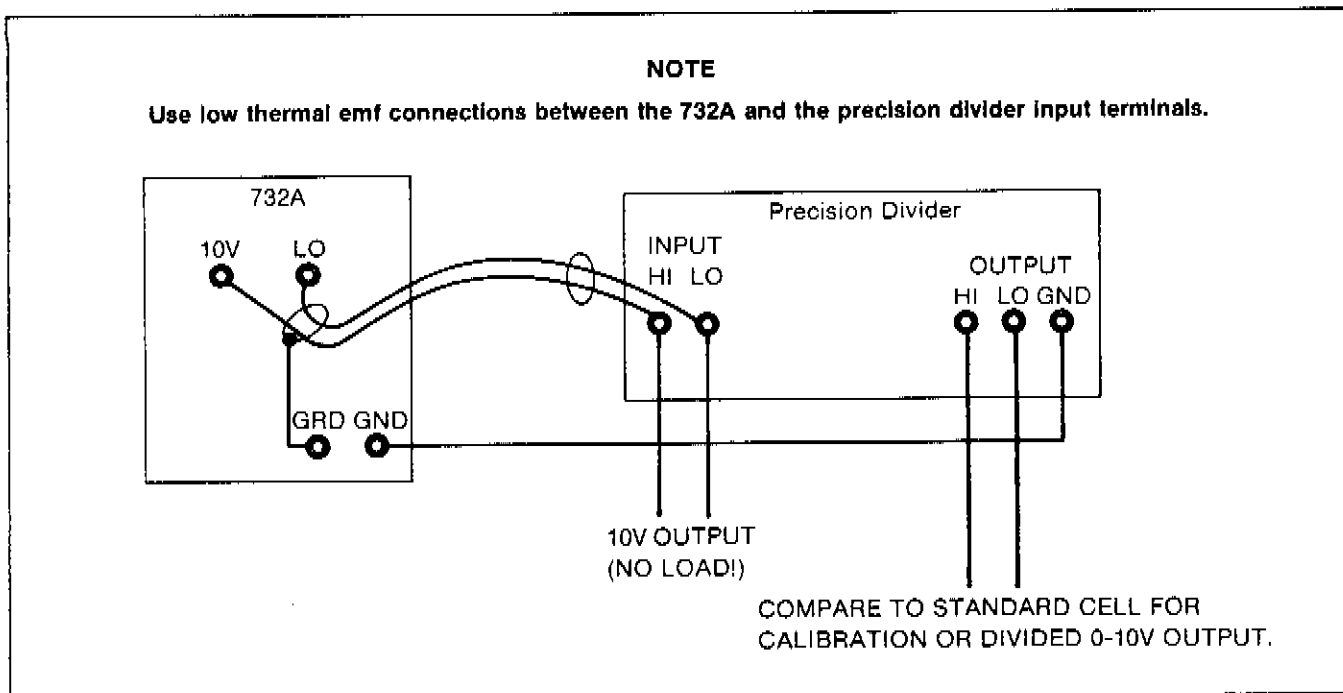 NOTE
Use low thermal emf connections between the 732A and the precision divider input terminals.
732A
10V LO
GRD GND
Precision Divider
INPUT
HI LO
OUTPUT
HI LO GND
10V OUTPUT
(NO LOAD!)
COMPARE TO STANDARD CELL FOR
CALIBRATION OR DIVIDED 0-10V OUTPUT.